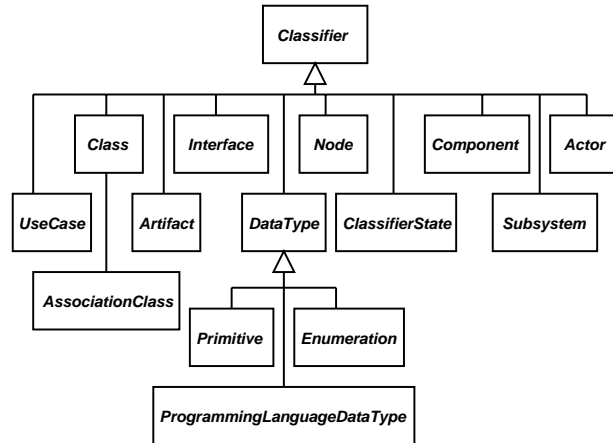 Classifier
Class
Interface
Node
Component
Actor
UseCase
Artifact
DataType
ClassifierState
Subsystem
AssociationClass
Primitive
Enumeration
ProgrammingLanguageDataType